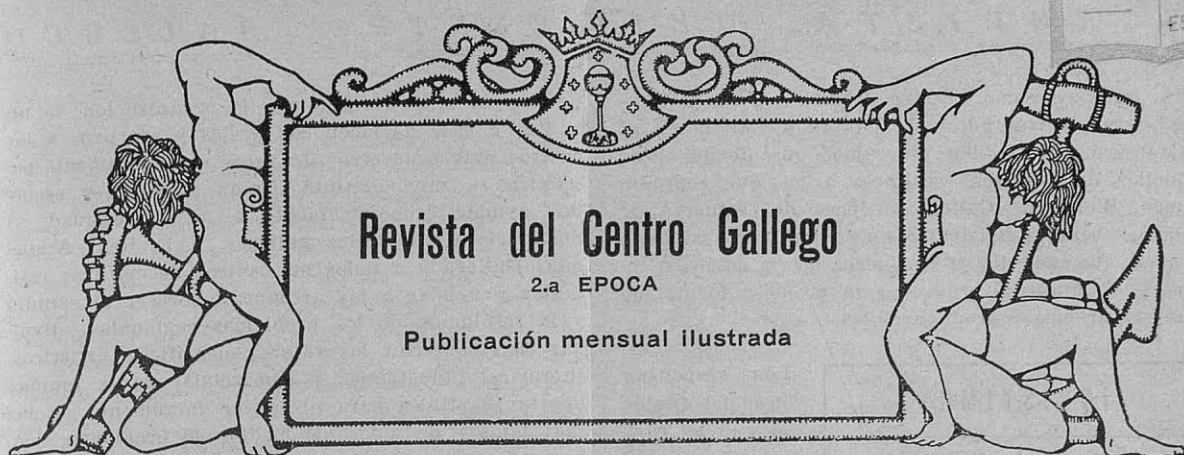 Revista del Centro Gallego
2.a EPOCA
Publicación mensual ilustrada